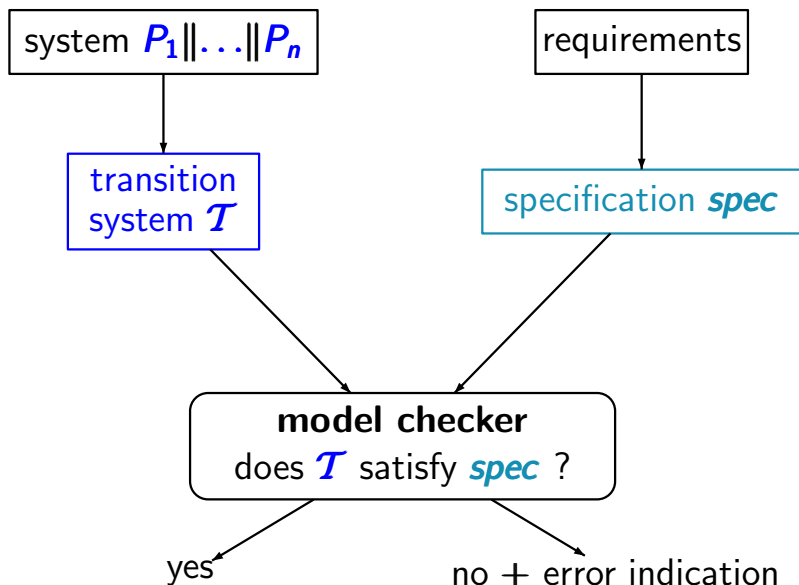 system P₁‖...‖Pₙ
requirements
transition
system 𝒯
specification spec
model checker
does 𝒯 satisfy spec ?
yes
no + error indication